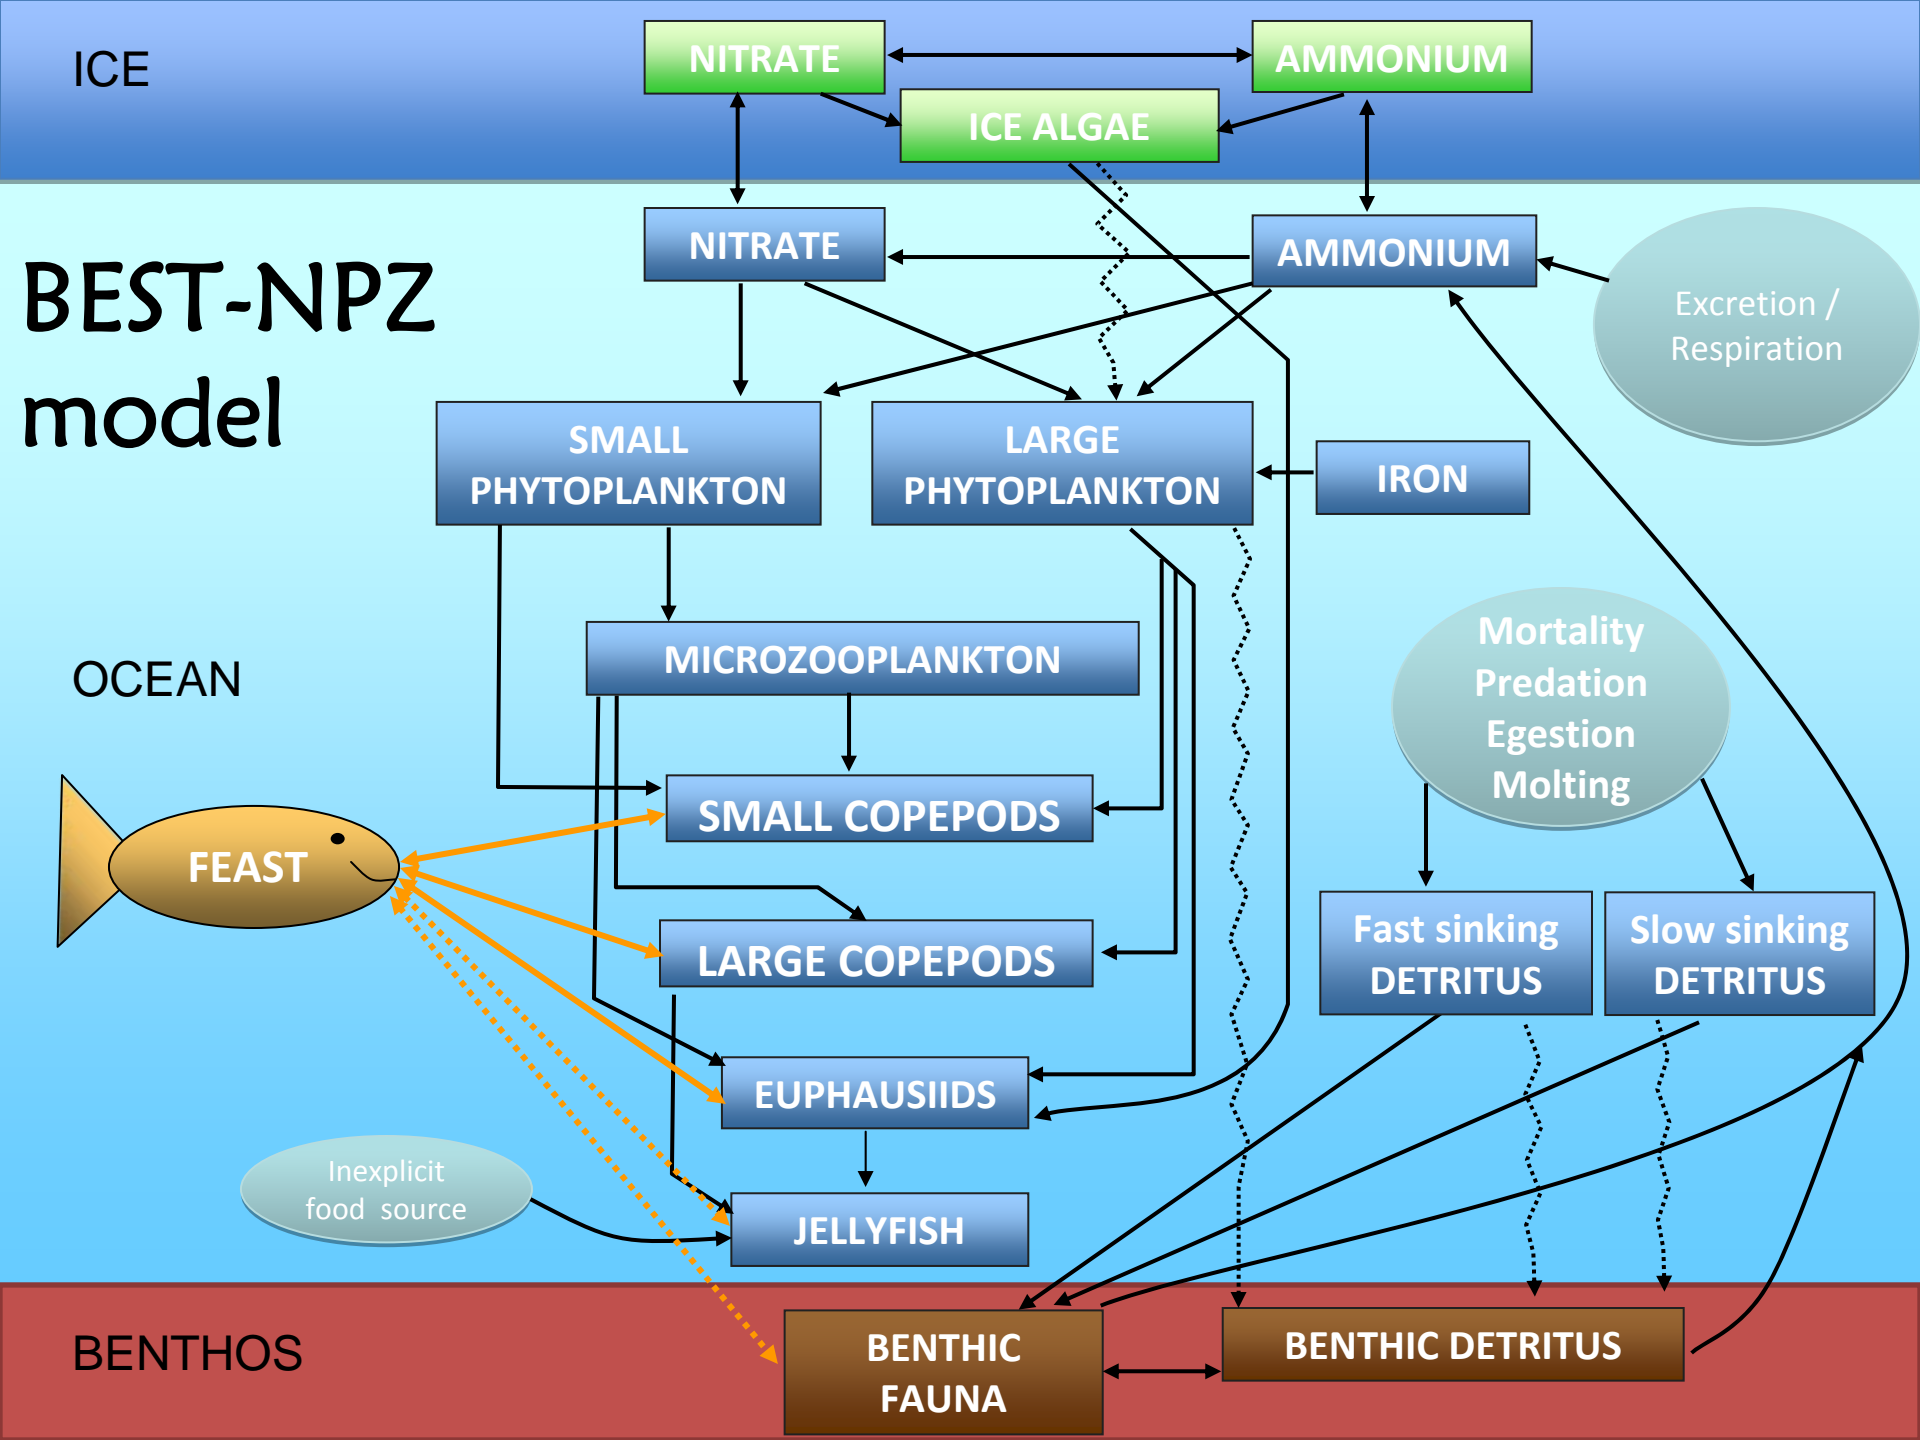 ICE
NITRATE
AMMONIUM
ICE ALGAE
NITRATE
AMMONIUM
BEST-NPZ
model
Excretion /
Respiration
SMALL
PHYTOPLANKTON
LARGE
PHYTOPLANKTON
IRON
OCEAN
MICROZOOPLANKTON
Mortality
Predation
Egestion
Molting
SMALL COPEPODS
FEAST
LARGE COPEPODS
Fast sinking
DETRITUS
Slow sinking
DETRITUS
EUPHAUSIIDS
Inexplicit
food source
JELLYFISH
BENTHOS
BENTHIC
FAUNA
BENTHIC DETRITUS